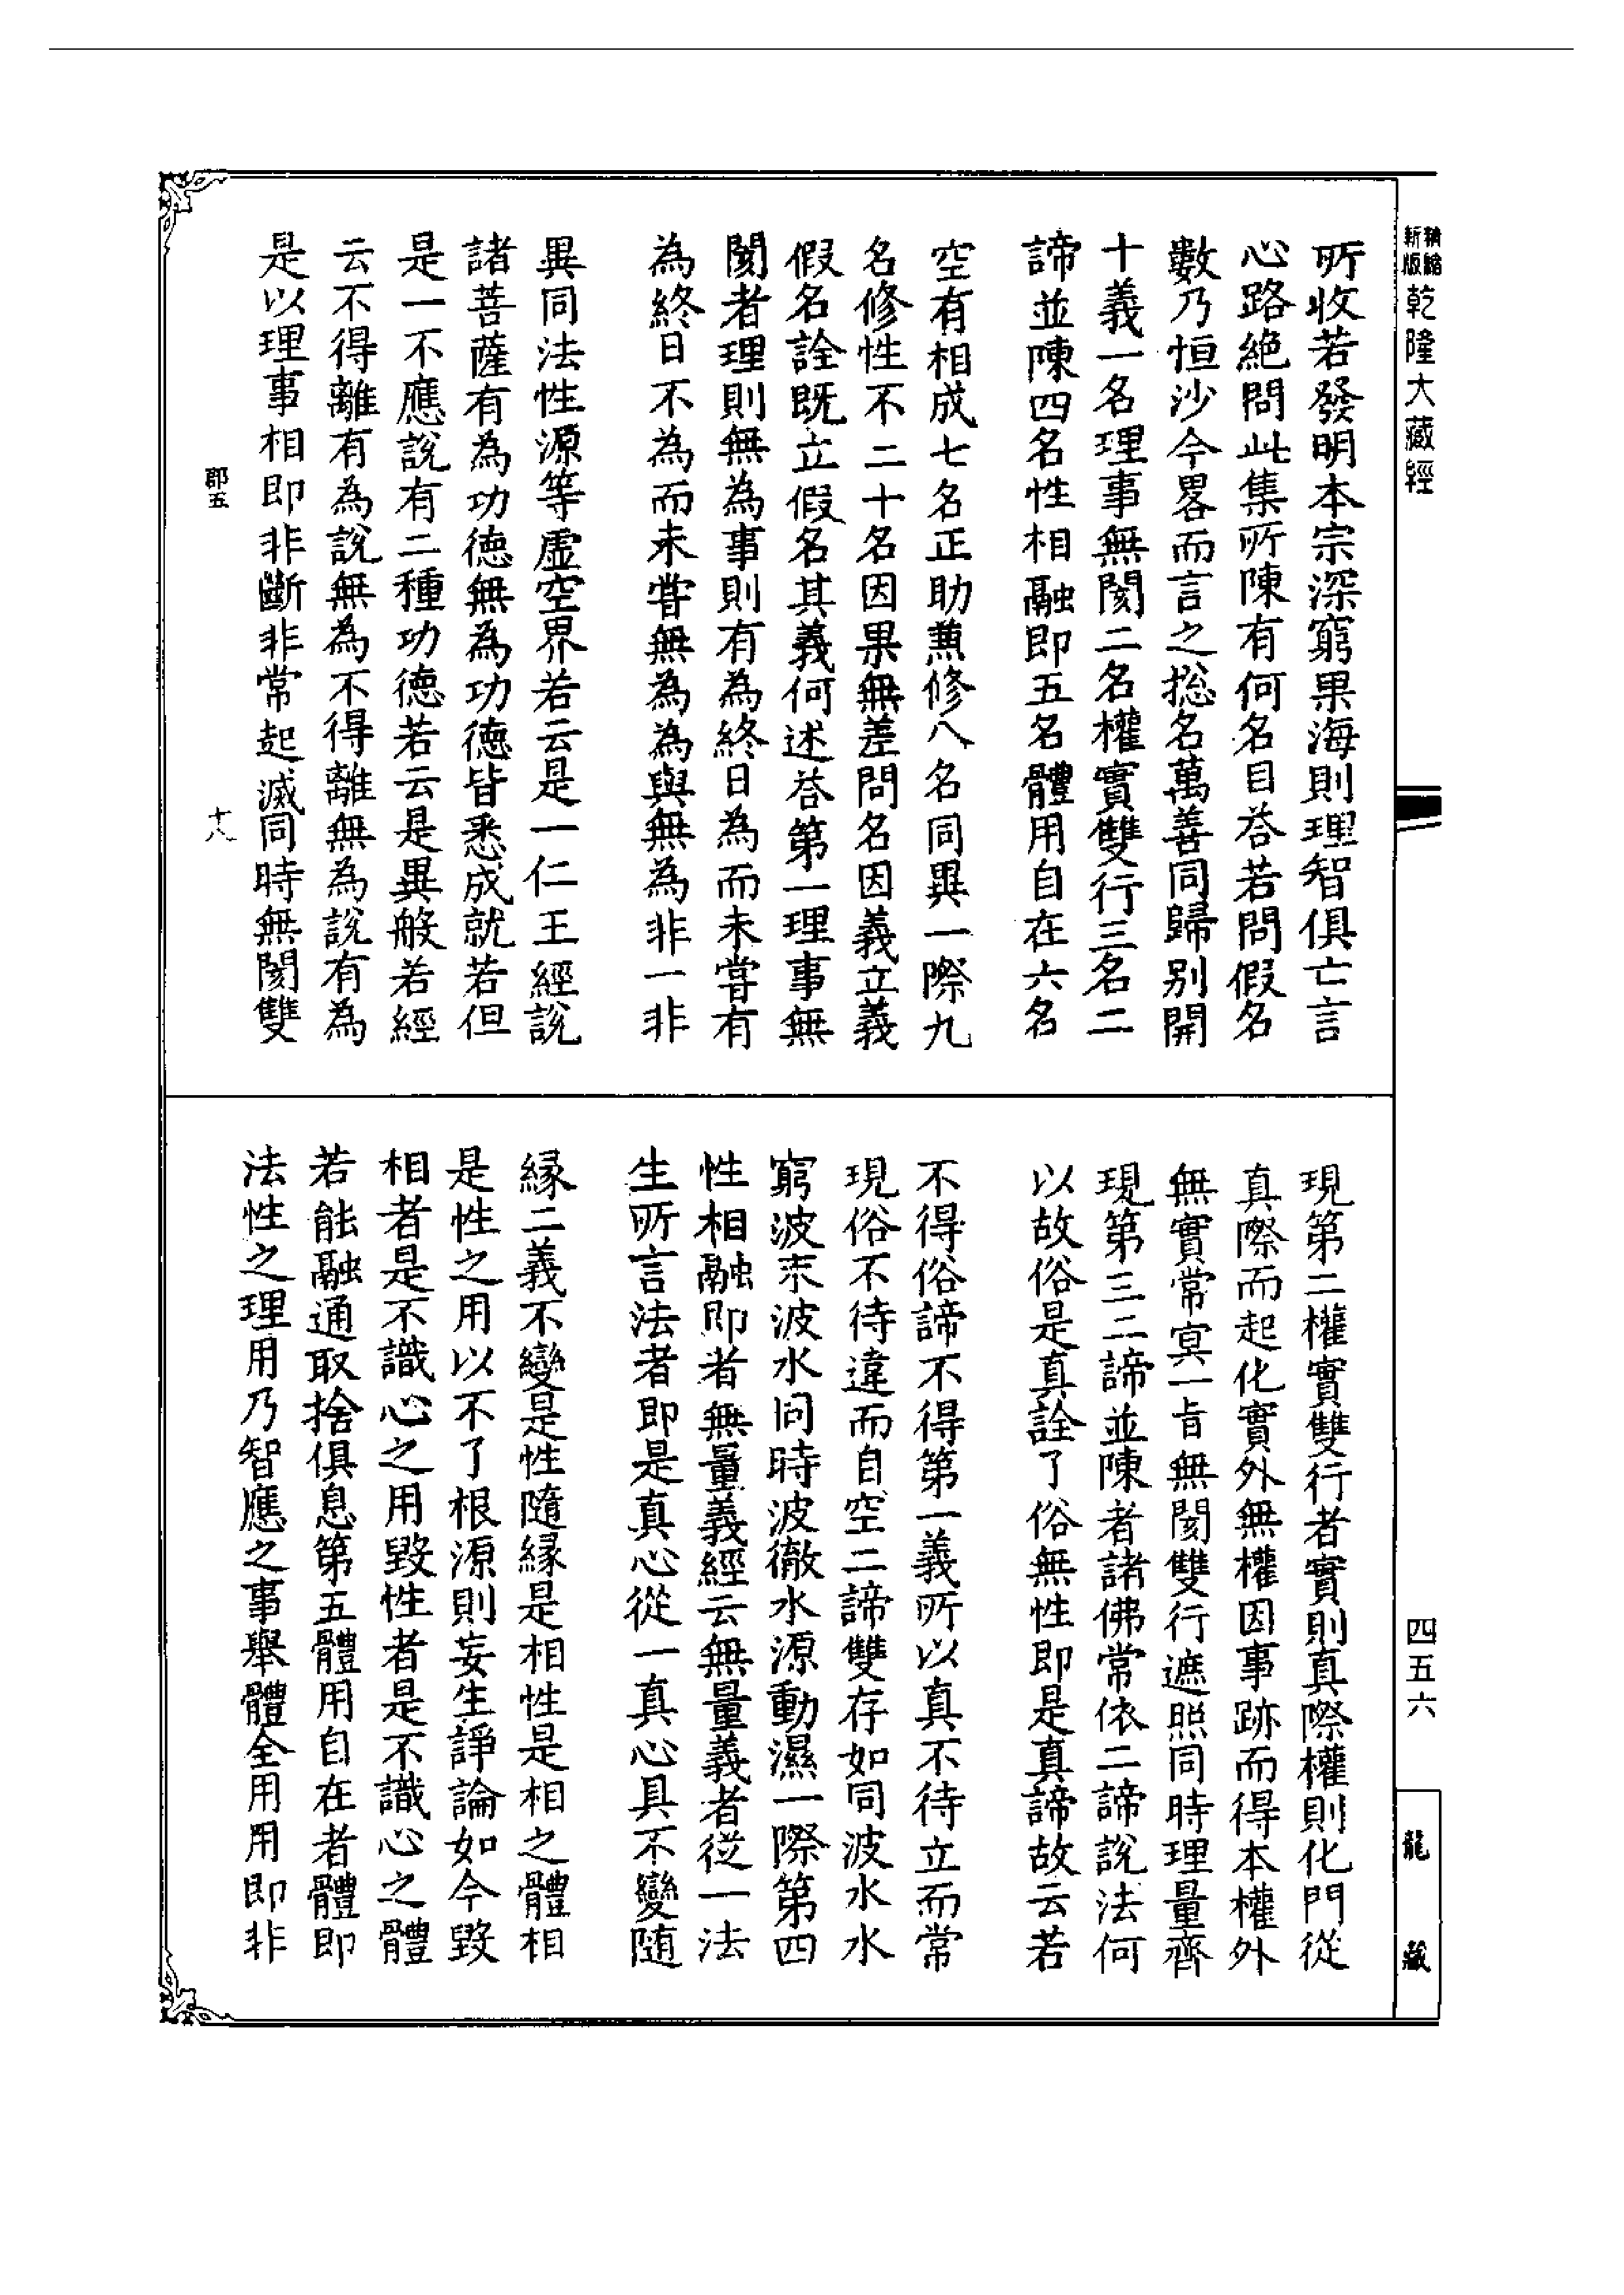 精縮新版乾隆大藏經
四五六
龍藏
所收若發明本宗深窮果海則理智俱亡言
心路絕問此集所陳有何名目荅若問假名
數乃恒沙今畧而言之揔名萬善同歸別開
十義一名理事無閡二名權實雙行三名二
諦並陳四名性相融即五名體用自在六名
空有相成七名正助兼修八名同異一際九
名修性不二十名因果無差問名因義立義
假名詮既立假名其義何述荅第一理事無
閡者理則無為事則有為終日為而未嘗有
為終日不為而未嘗無為為與無為非一非
異同法性源等虛空界若云是一仁王經說
諸菩薩有為功德無為功德皆悉成就若但
是一不應說有二種功德若云是異般若經
云不得離有為說無為不得離無為說有為
是以理事相即非斷非常起滅同時無閡雙
郡五
十八
現第二權實雙行者實則真際權則化門從
真際而起化實外無權因事跡而得本權外
無實常冥一旨無閡雙行遮照同時理量齊
現第三二諦並陳者諸佛常依二諦說法何
以故俗是真詮了俗無性即是真諦故云若
不得俗諦不得第一義所以真不待立而常
現俗不待違而自空二諦雙存如同波水水
窮波末波水同時波徹水源動濕一際第四
性相融即者無量義經云無量義者從一法
生所言法者即是真心從一真心具不變隨
緣二義不變是性隨緣是相性是相之體相
是性之用以不了根源則妄生諍論如今毀
相者是不識心之用毀性者是不識心之體
若能融通取捨俱息第五體用自在者體即
法性之理用乃智應之事舉體全用用即非